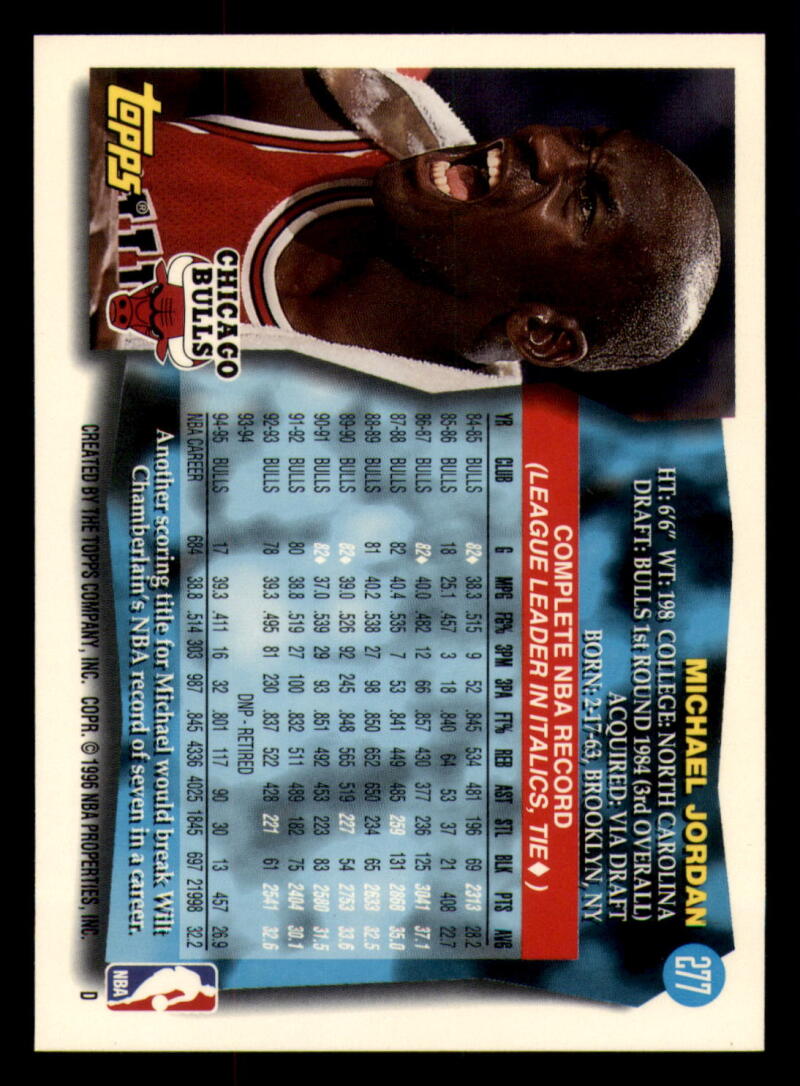 MICHAEL JORDAN 277
HT: 6'6" WT: 198 COLLEGE: NORTH CAROLINA
DRAFT: BULLS 1st ROUND 1984 (3rd OVERALL)
ACQUIRED: VIA DRAFT
BORN: 2-17-63, BROOKLYN, NY
COMPLETE NBA RECORD
(LEAGUE LEADER IN ITALICS, TIE♦)
YR CLUB G MPG FG% 3PM 3PA FT% REB AST STL BLK PTS AVG
84-85 BULLS 82♦ 38.3 .515 9 52 .845 534 481 196 69 2313 28.2
85-86 BULLS 18 25.1 .457 3 18 .840 64 53 37 21 408 22.7
86-87 BULLS 82♦ 40.0 .482 12 66 .857 430 377 236 125 3041 37.1
87-88 BULLS 82 40.4 .535 7 53 .841 449 485 259 131 2868 35.0
88-89 BULLS 81 40.2 .538 27 98 .850 652 650 234 65 2633 32.5
89-90 BULLS 82♦ 39.0 .526 92 245 .848 565 519 227 54 2753 33.6
90-91 BULLS 82♦ 37.0 .539 29 93 .851 492 453 223 83 2580 31.5
91-92 BULLS 80 38.8 .519 27 100 .832 511 489 182 75 2404 30.1
92-93 BULLS 78 39.3 .495 81 230 .837 522 428 221 61 2541 32.6
93-94 DNP - RETIRED
94-95 BULLS 17 39.3 .411 16 32 .801 117 90 30 13 457 26.9
NBA CAREER 684 38.8 .514 303 987 .845 4336 4025 1845 697 21998 32.2
Another scoring title for Michael would break Wilt
Chamberlain's NBA record of seven in a career.
CREATED BY THE TOPPS COMPANY, INC. COPR. © 1996 NBA PROPERTIES, INC. D
topps®
CHICAGO
BULLS
NBA